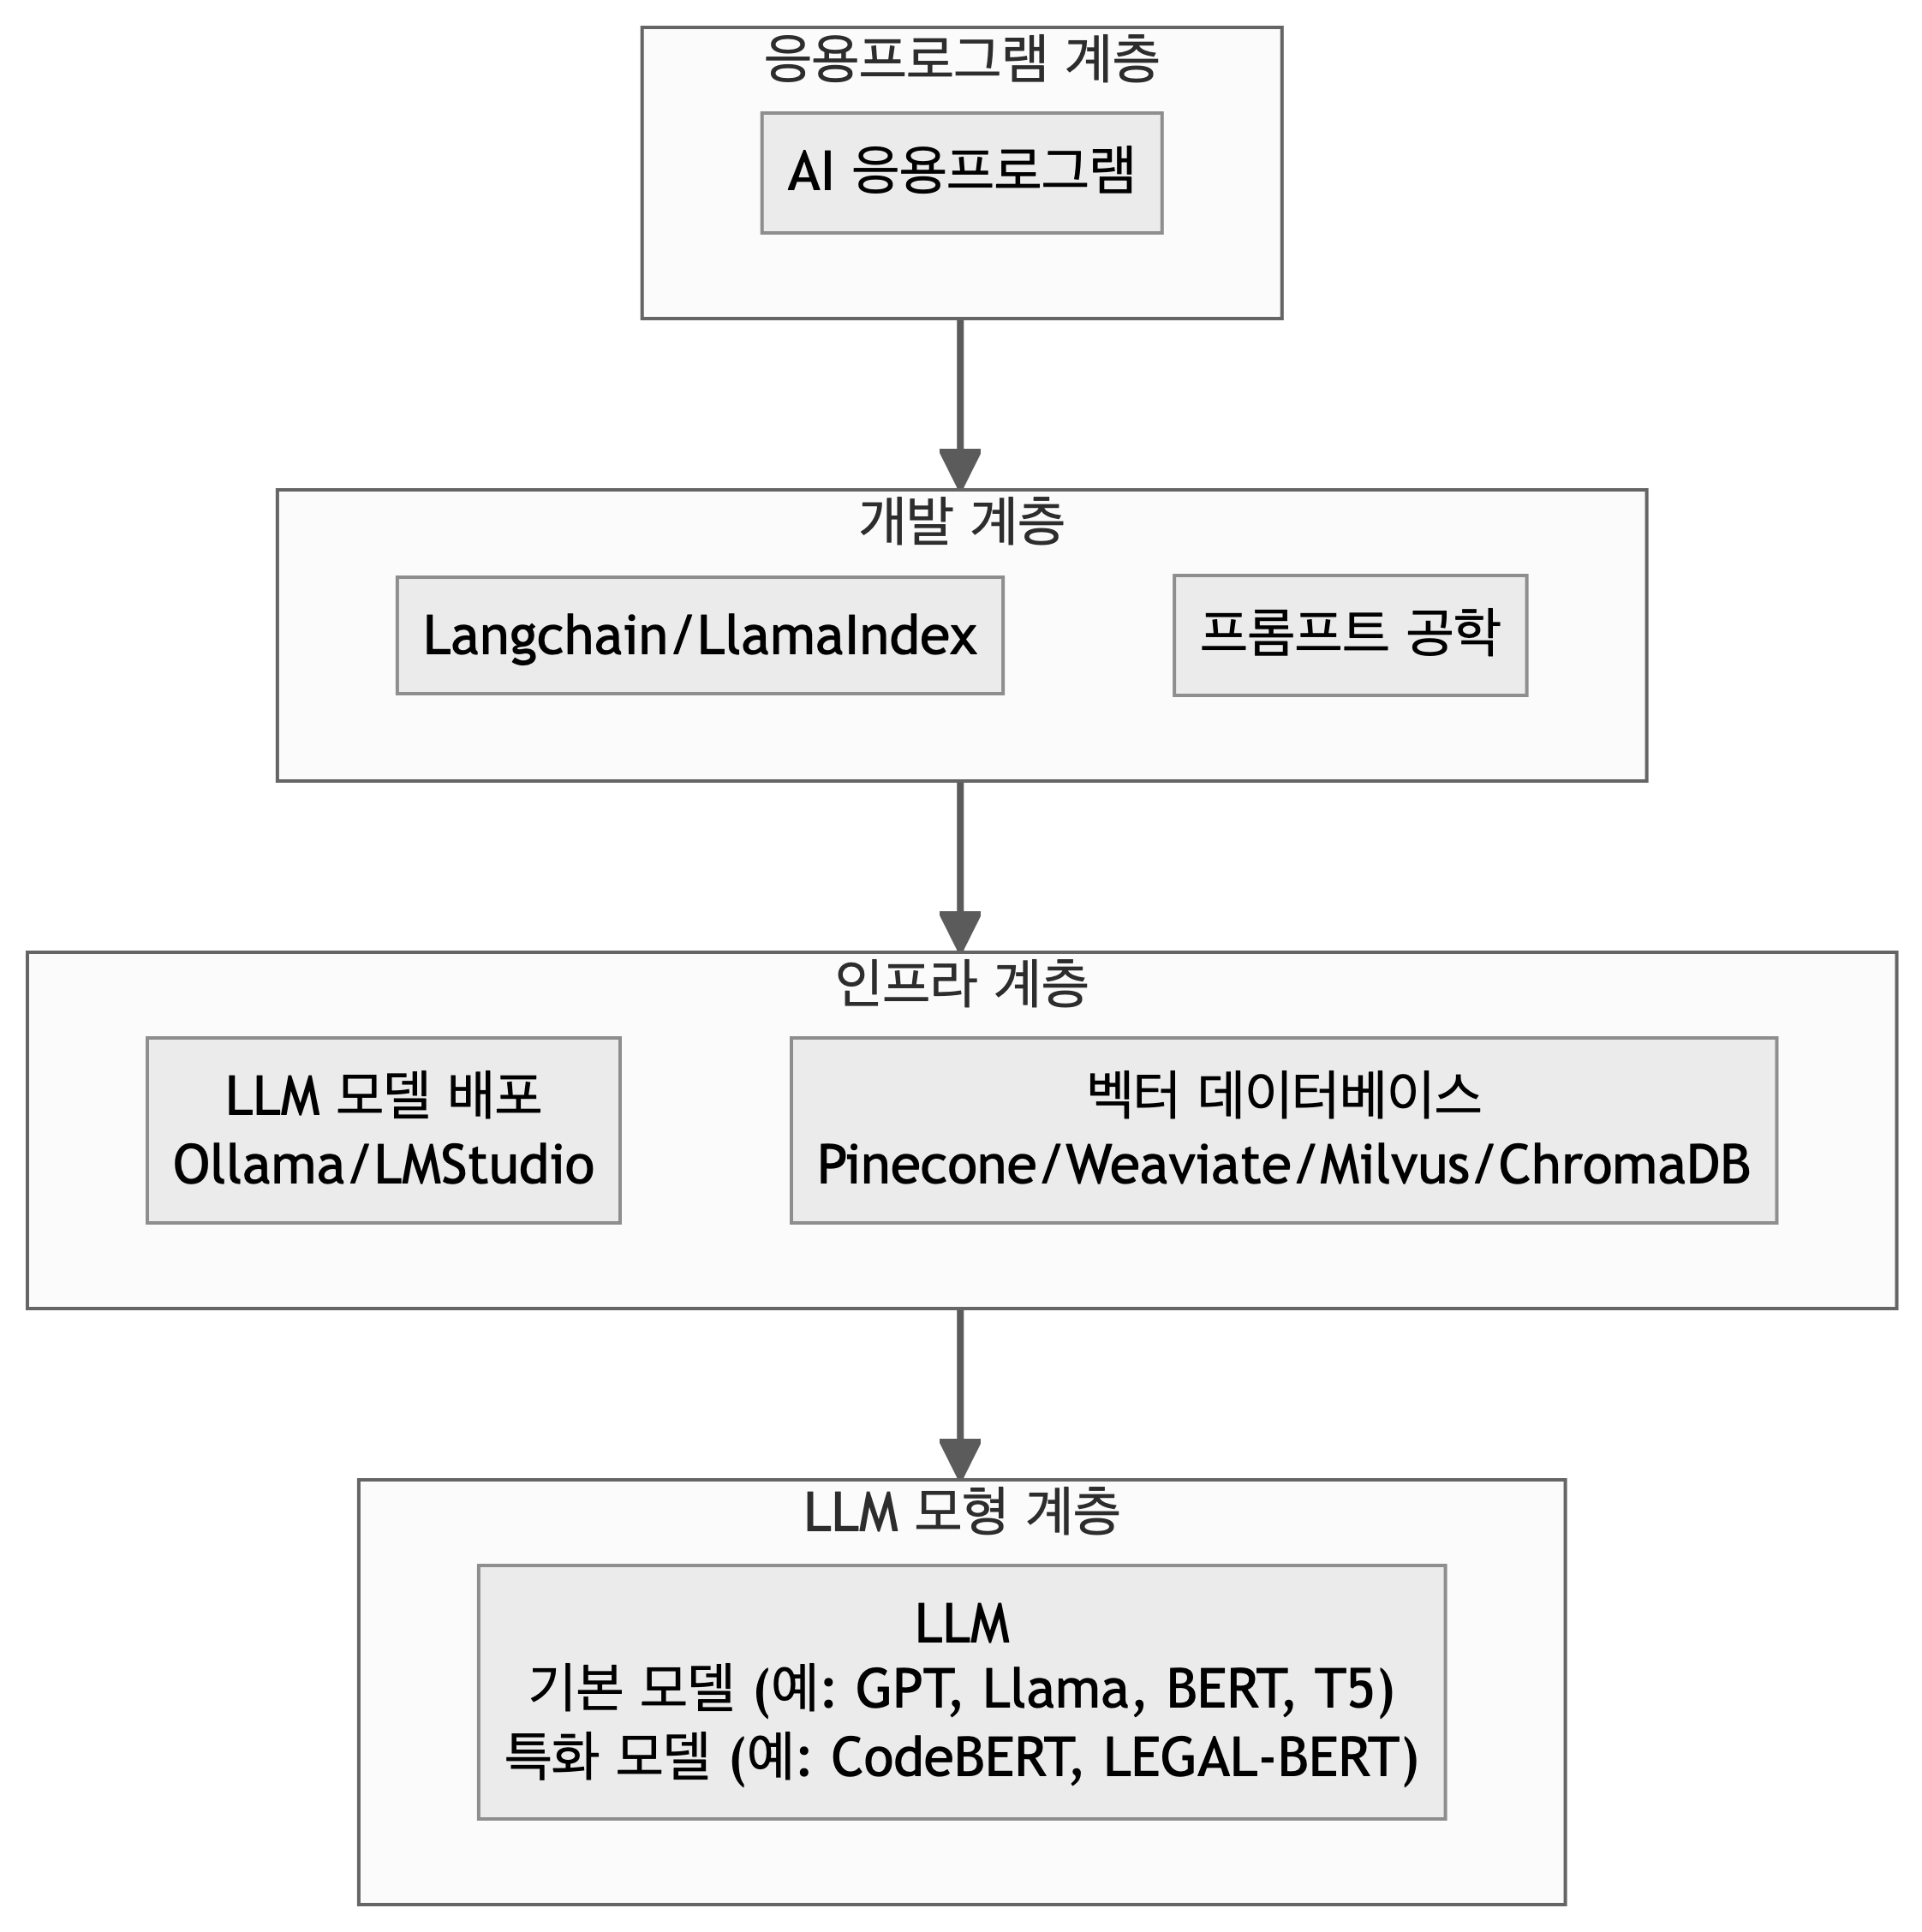 응용프로그램 계층
AI 응용프로그램
개발 계층
Langchain/LlamaIndex
프롬프트 공학
인프라 계층
LLM 모델 배포
Ollama/LMStudio
벡터 데이터베이스
Pinecone/Weaviate/Milvus/ChromaDB
LLM 모형 계층
LLM
기본 모델 (예: GPT, Llama, BERT, T5)
특화 모델 (예: CodeBERT, LEGAL-BERT)